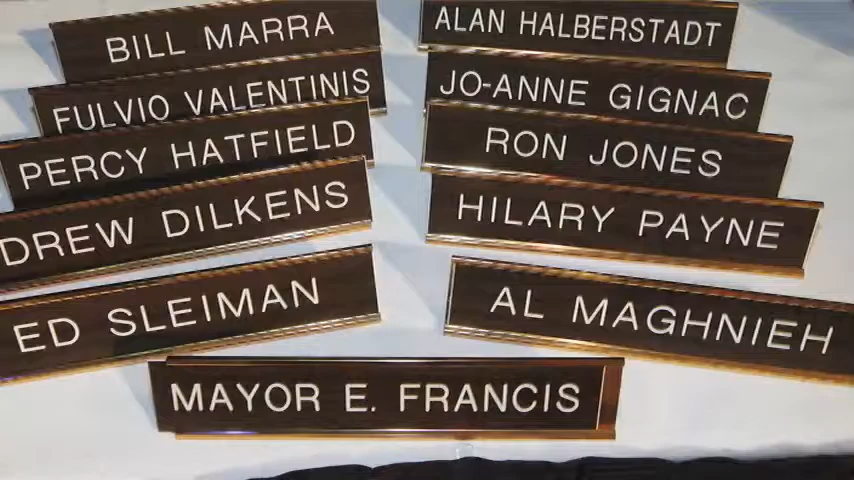 BILL MARRA
FULVIO VALENTINIS
PERCY HATFIELD
DREW DILKENS
ED SLEIMAN
ALAN HALBERSTADT
JO-ANNE GIGNAC
RON JONES
HILARY PAYNE
AL MAGHNIEH
MAYOR E. FRANCIS